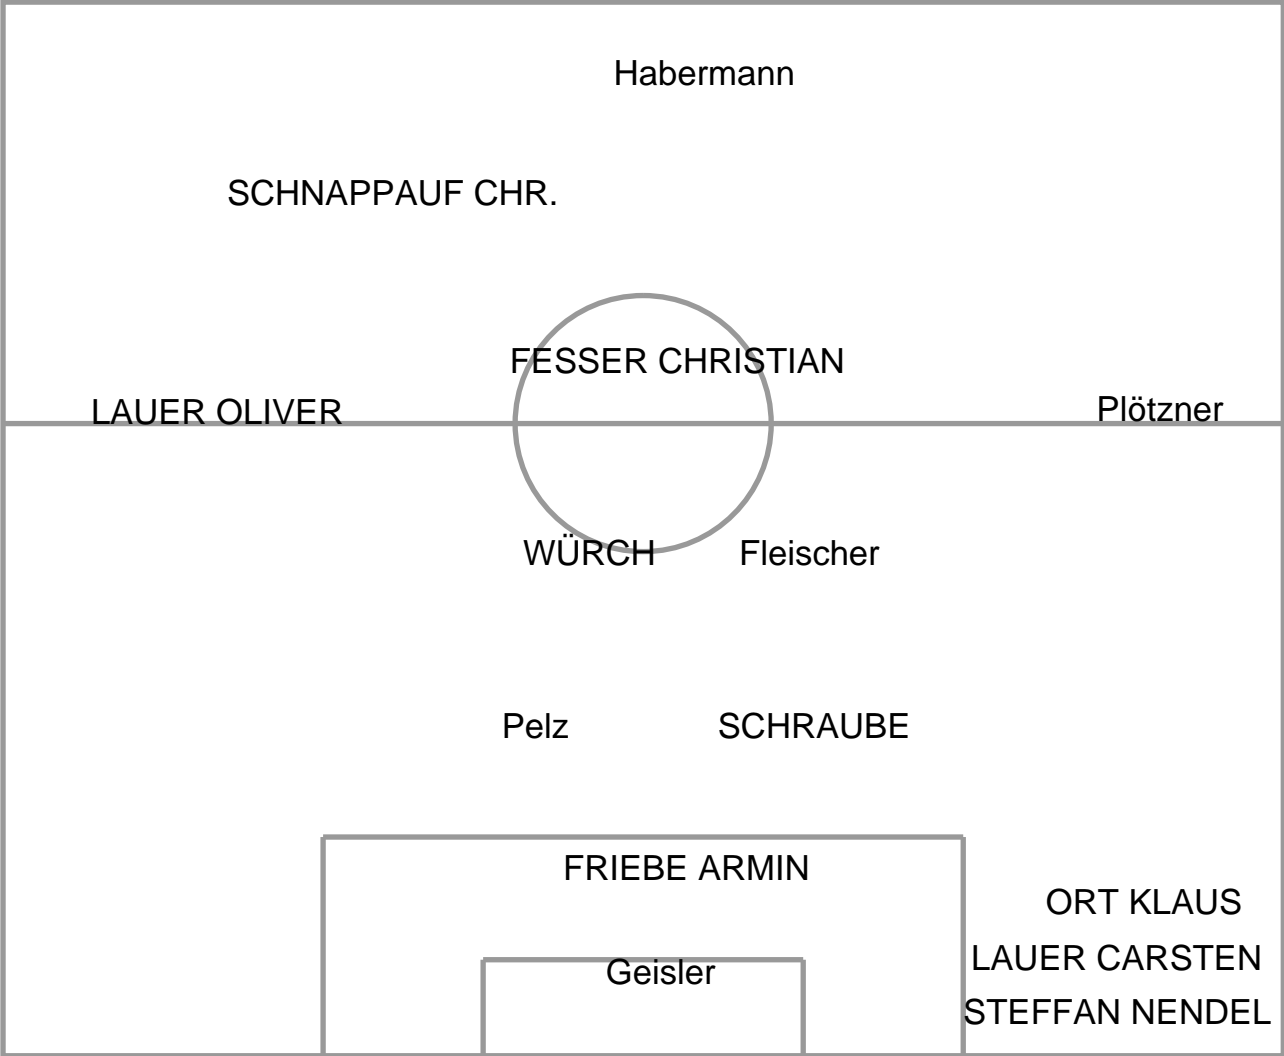 Habermann
SCHNAPPAUF CHR.
FESSER CHRISTIAN
LAUER OLIVER
Plötzner
WÜRCH
Fleischer
Pelz
SCHRAUBE
FRIEBE ARMIN
ORT KLAUS
LAUER CARSTEN
Geisler
STEFFAN NENDEL